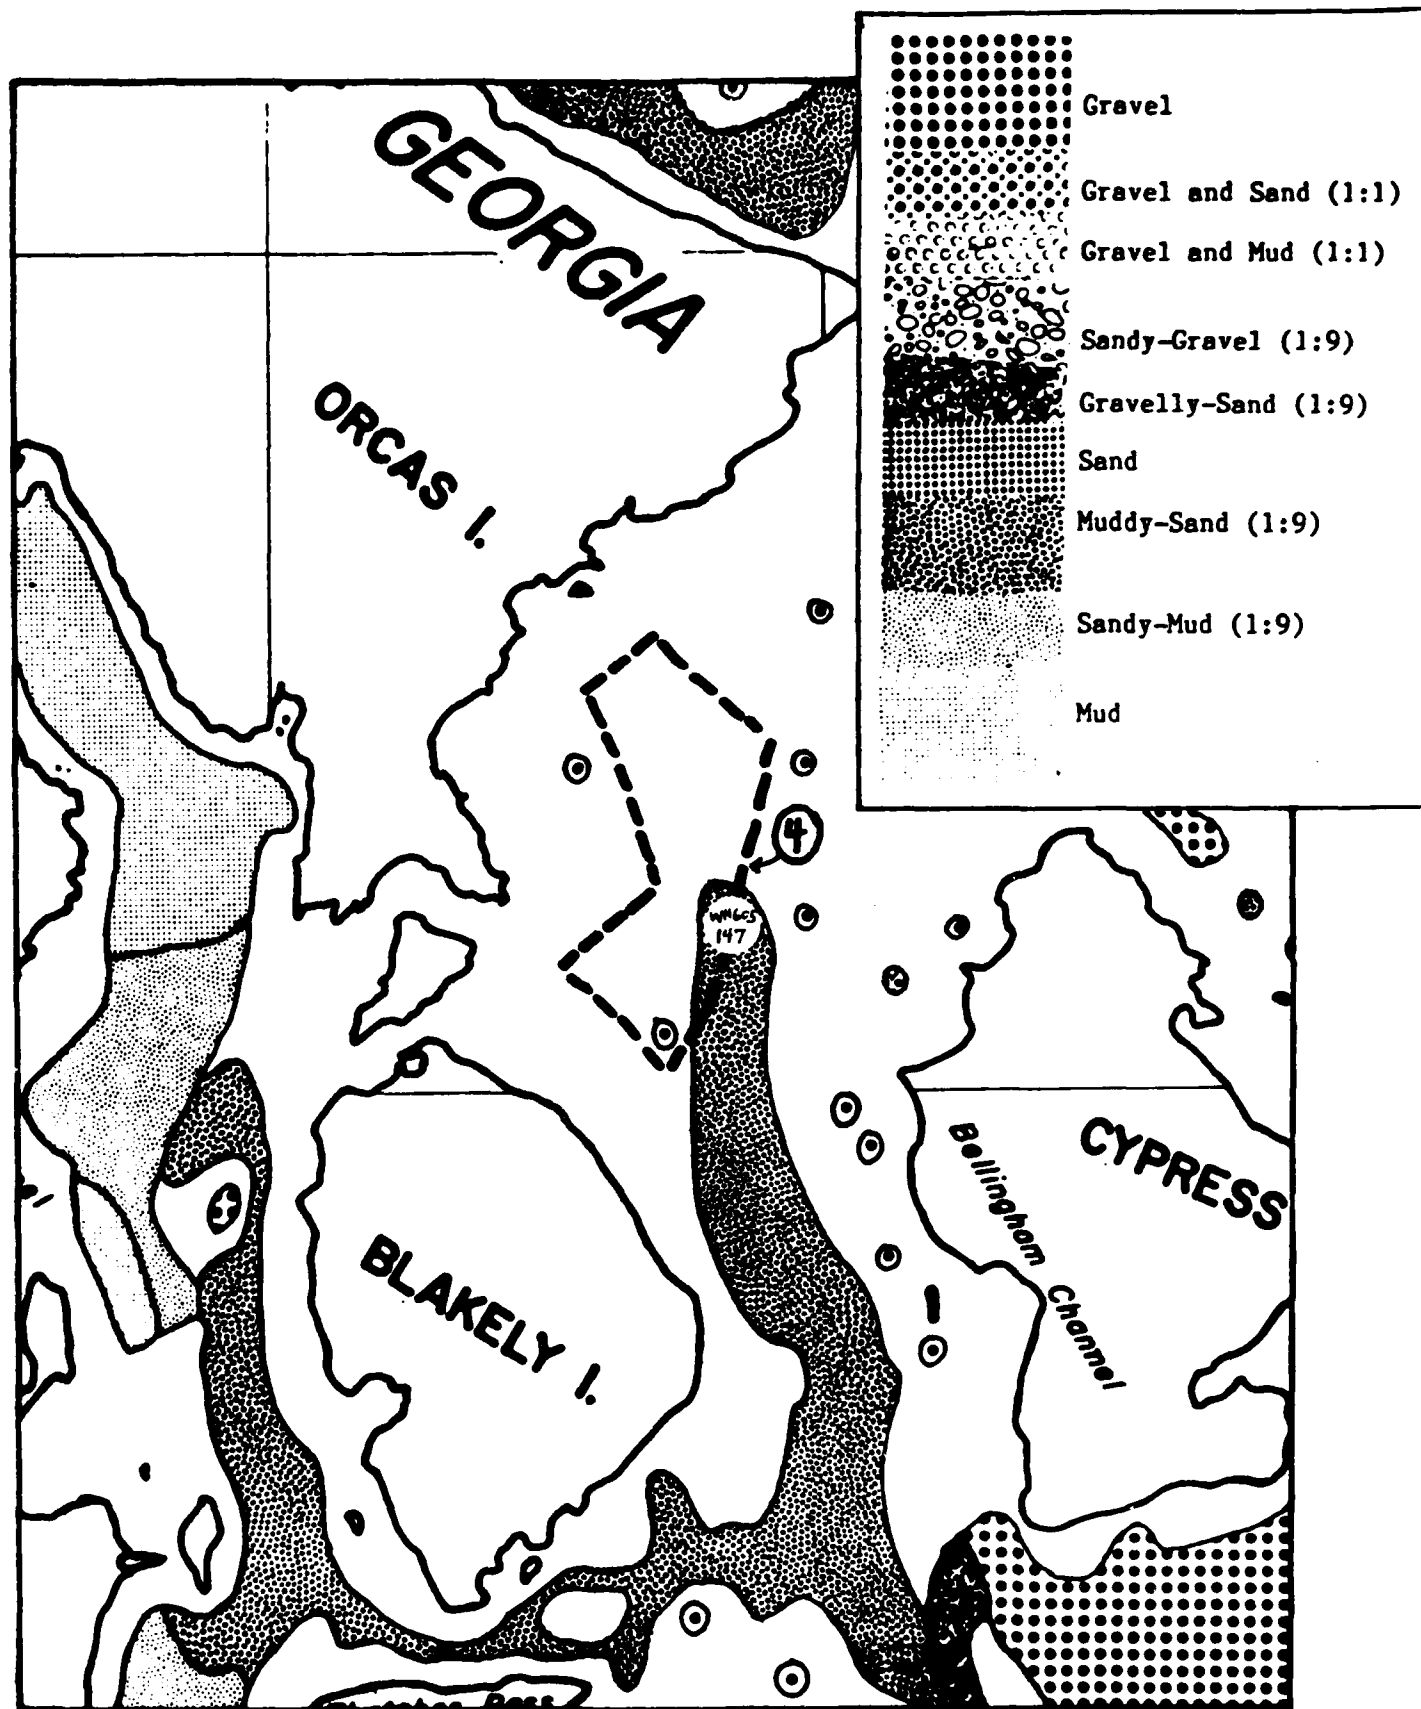 Gravel
Gravel and Sand (1:1)
Gravel and Mud (1:1)
Sandy-Gravel (1:9)
Gravelly-Sand (1:9)
Sand
Muddy-Sand (1:9)
Sandy-Mud (1:9)
Mud
GEORGIA
ORCAS I.
4
WNGCS
147
CYPRESS
Bellingham Channel
BLAKELY I.
Pass